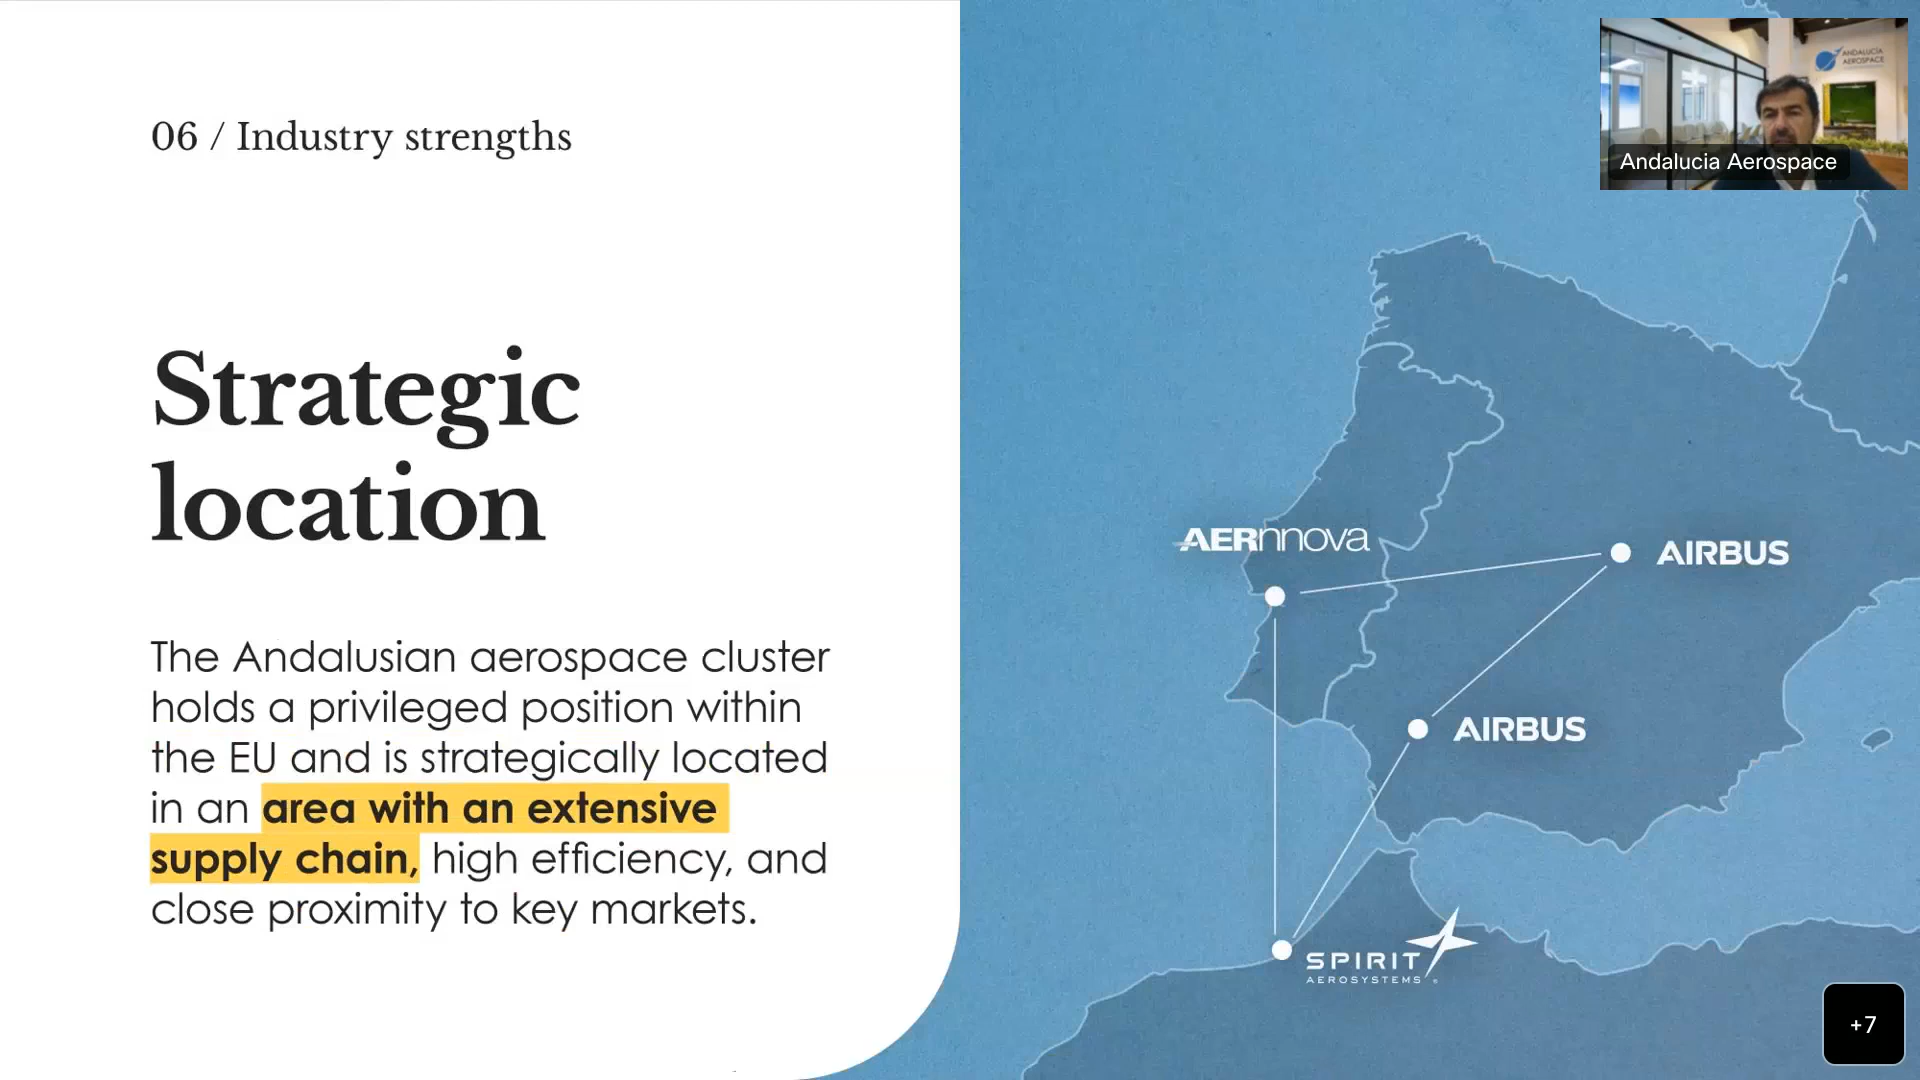 06 / Industry strengths
Strategic
location
The Andalusian aerospace cluster
holds a privileged position within
the EU and is strategically located
in an area with an extensive
supply chain, high efficiency, and
close proximity to key markets.
AERnnova
AIRBUS
AIRBUS
SPIRIT
AEROSYSTEMS
ANDALUCÍA
AEROSPACE
Andalucia Aerospace
+7